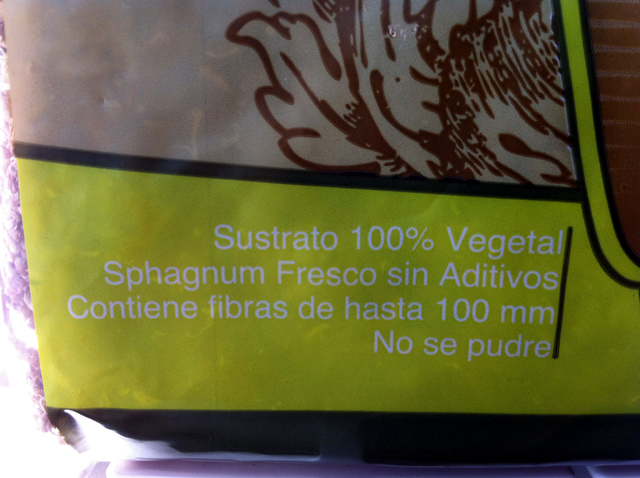 Sustrato 100% Vegetal
Sphagnum Fresco sin Aditivos
Contiene fibras de hasta 100 mm
No se pudre